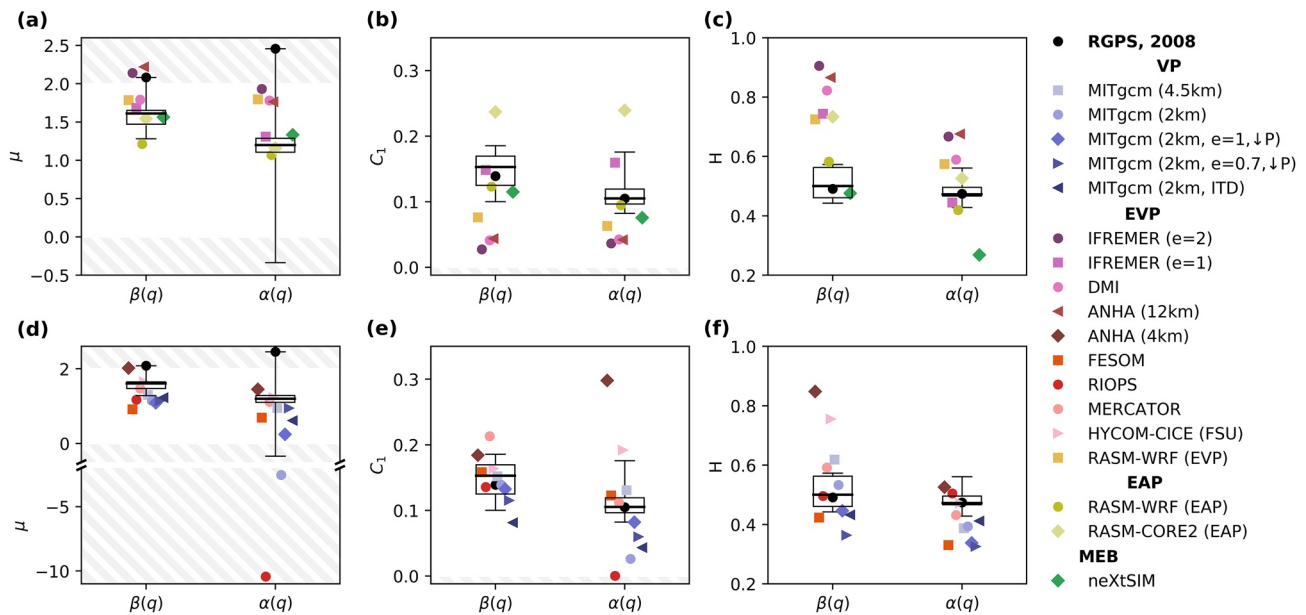 (a)
2.5
2.0
1.5
1.0
0.5
0.0
−0.5
μ
β(q)
α(q)
(b)
0.3
0.2
0.1
0.0
C₁
β(q)
α(q)
(c)
1.0
0.8
0.6
0.4
0.2
H
β(q)
α(q)
(d)
2
0
−5
−10
μ
β(q)
α(q)
(e)
0.3
0.2
0.1
0.0
C₁
β(q)
α(q)
(f)
1.0
0.8
0.6
0.4
0.2
H
β(q)
α(q)
RGPS, 2008
VP
MITgcm (4.5km)
MITgcm (2km)
MITgcm (2km, e=1,↓P)
MITgcm (2km, e=0.7,↓P)
MITgcm (2km, ITD)
EVP
IFREMER (e=2)
IFREMER (e=1)
DMI
ANHA (12km)
ANHA (4km)
FESOM
RIOPS
MERCATOR
HYCOM-CICE (FSU)
RASM-WRF (EVP)
EAP
RASM-WRF (EAP)
RASM-CORE2 (EAP)
MEB
neXtSIM